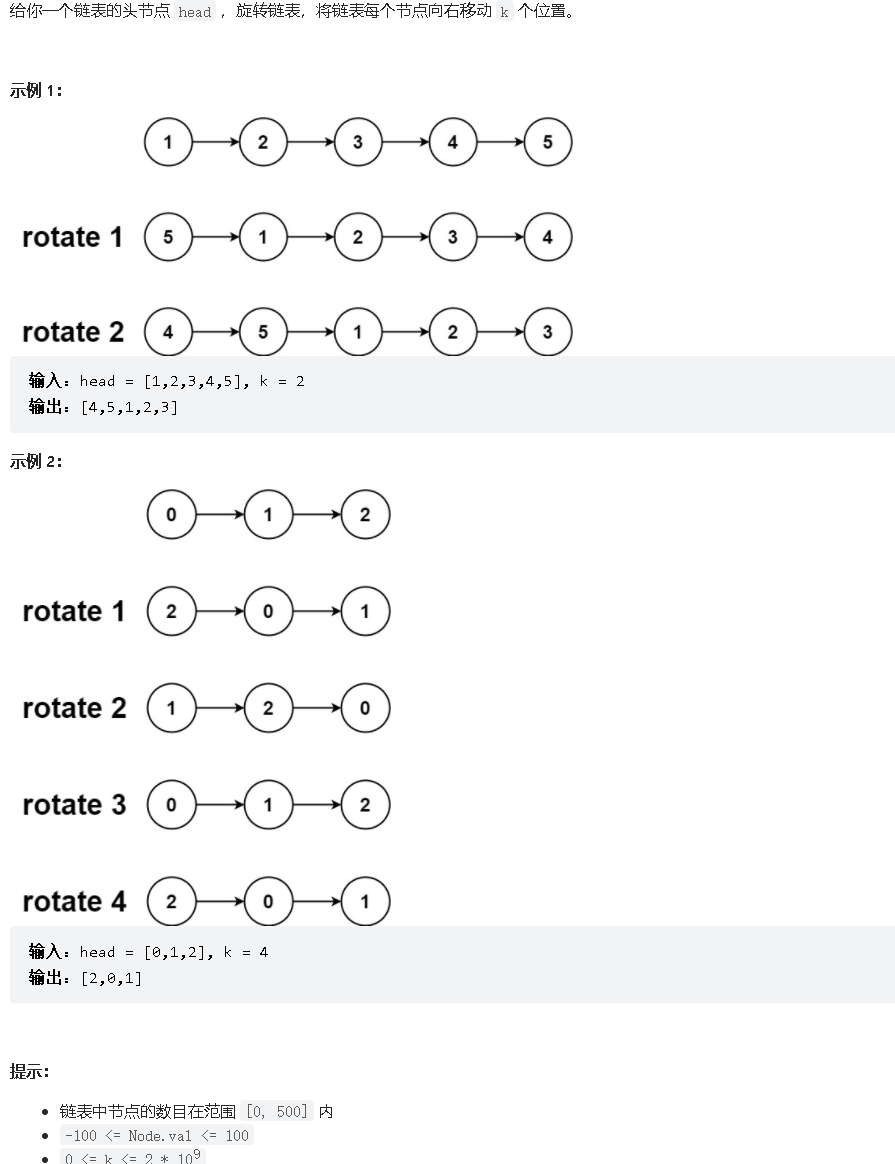 给你一个链表的头节点 head ，旋转链表，将链表每个节点向右移动 k 个位置。
示例 1：
1 2 3 4 5
rotate 1 5 1 2 3 4
rotate 2 4 5 1 2 3
输入：head = [1,2,3,4,5], k = 2
输出：[4,5,1,2,3]
示例 2：
0 1 2
rotate 1 2 0 1
rotate 2 1 2 0
rotate 3 0 1 2
rotate 4 2 0 1
输入：head = [0,1,2], k = 4
输出：[2,0,1]
提示：
链表中节点的数目在范围 [0, 500] 内
-100 <= Node.val <= 100
0 <= k <= 2 * 10⁹